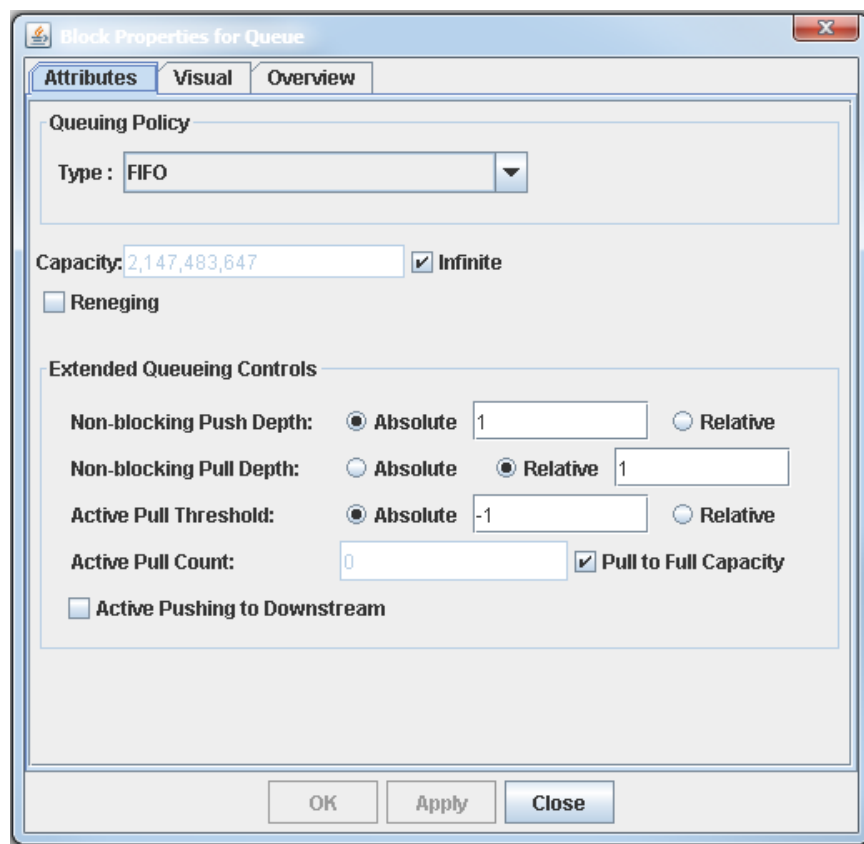 Block Properties for Queue
Attributes Visual Overview
Queuing Policy
Type : FIFO
Capacity: 2,147,483,647 Infinite
Reneging
Extended Queueing Controls
Non-blocking Push Depth: Absolute 1 Relative
Non-blocking Pull Depth: Absolute Relative 1
Active Pull Threshold: Absolute -1 Relative
Active Pull Count: 0 Pull to Full Capacity
Active Pushing to Downstream
OK Apply Close